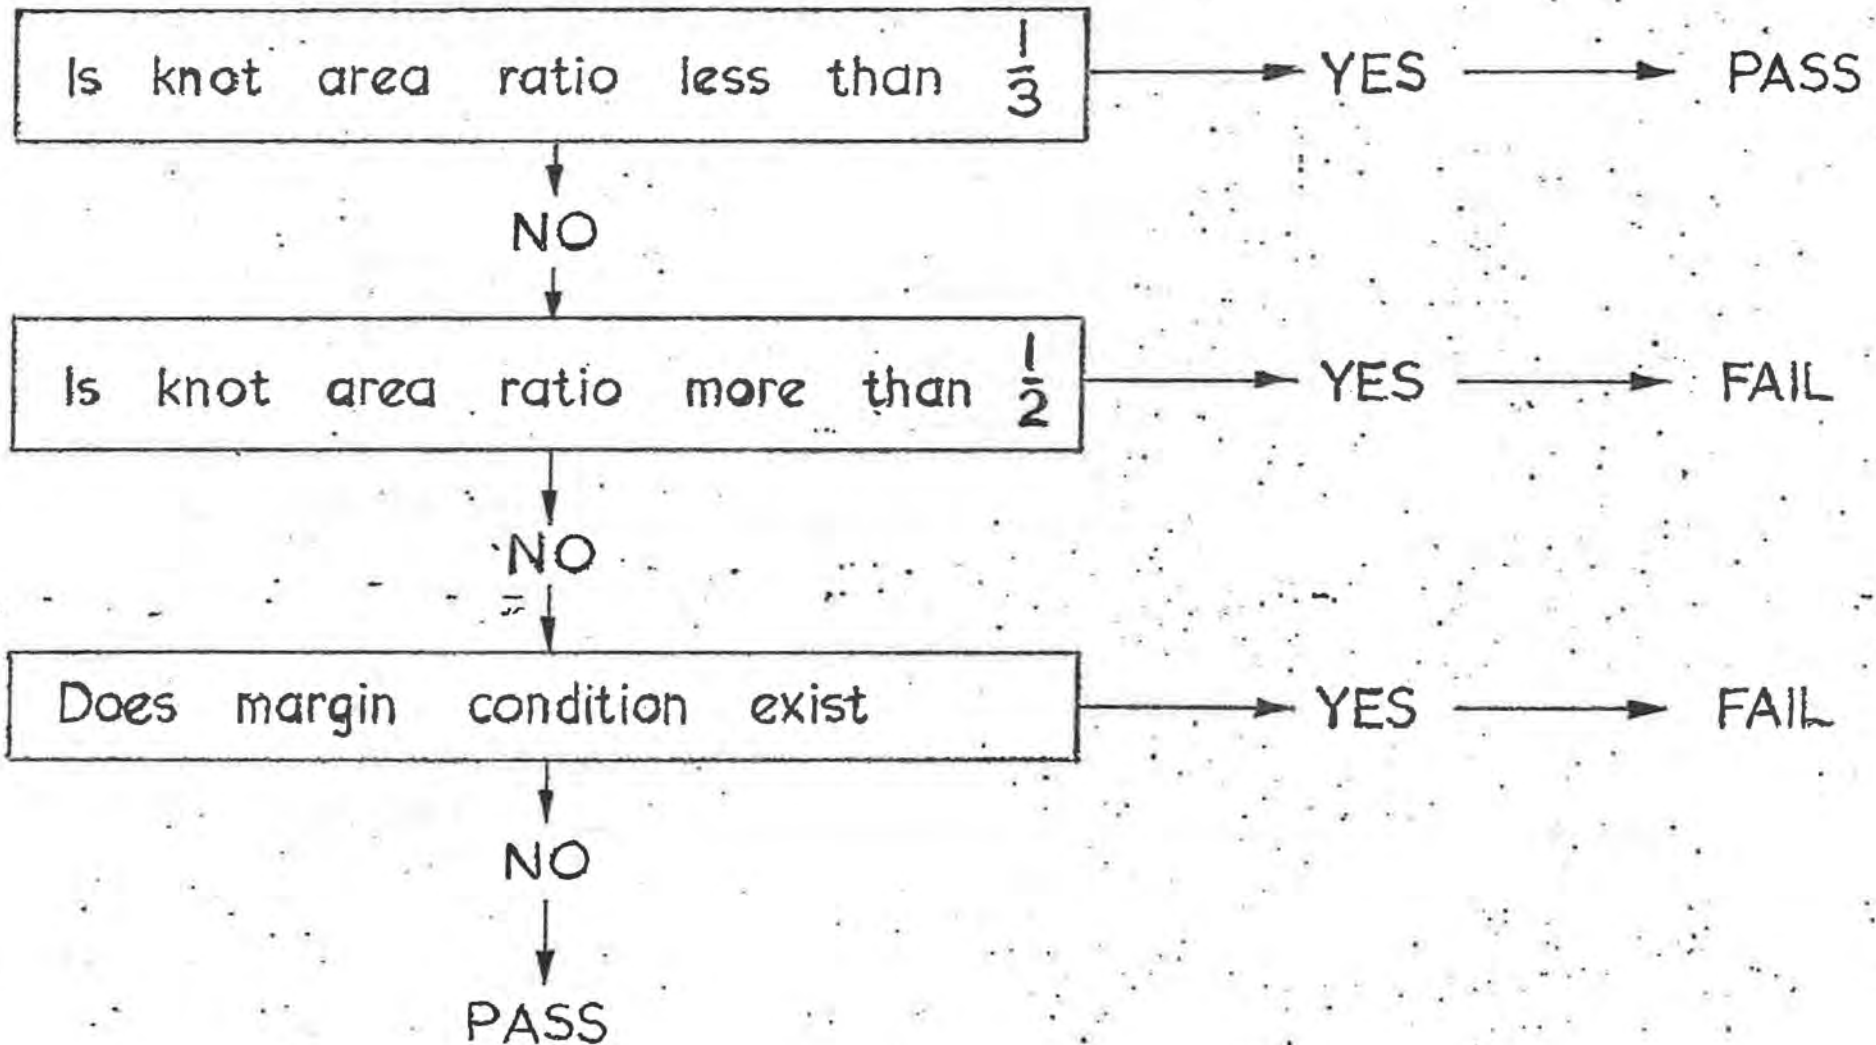 Is knot area ratio less than 1/3 YES PASS
NO
Is knot area ratio more than 1/2 YES FAIL
NO
Does margin condition exist YES FAIL
NO
PASS